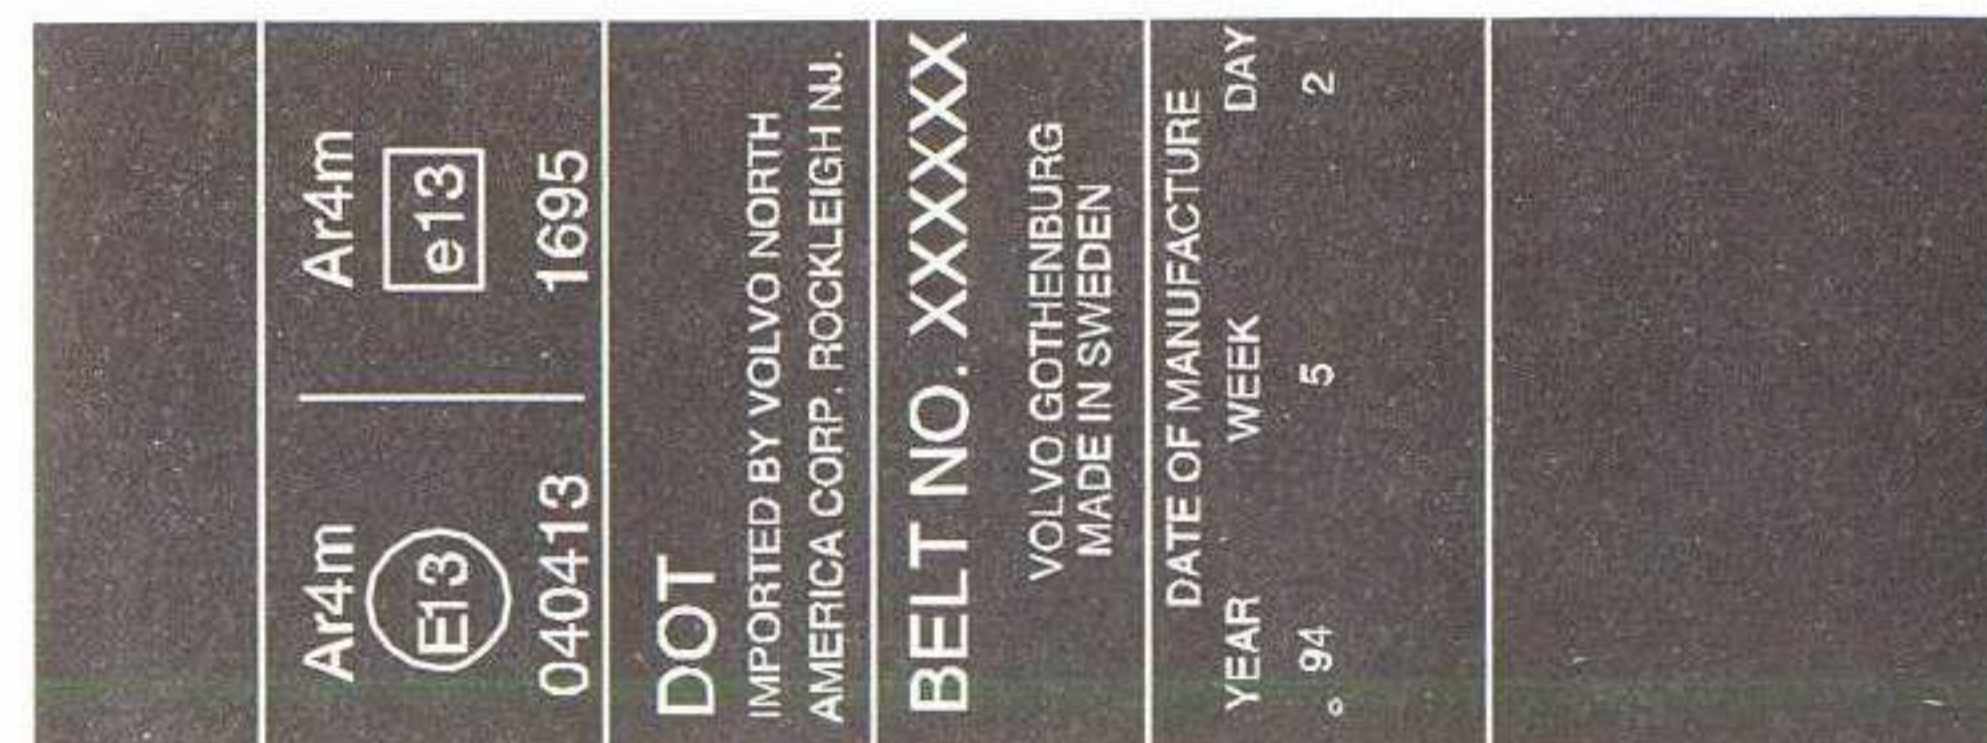 Ar4m Ar4m
E13 e13
040413 1695
DOT
IMPORTED BY VOLVO NORTH
AMERICA CORP. ROCKLEIGH NJ.
BELT NO. XXXXXXX
VOLVO GOTHENBURG
MADE IN SWEDEN
DATE OF MANUFACTURE
YEAR WEEK DAY
94 5 2